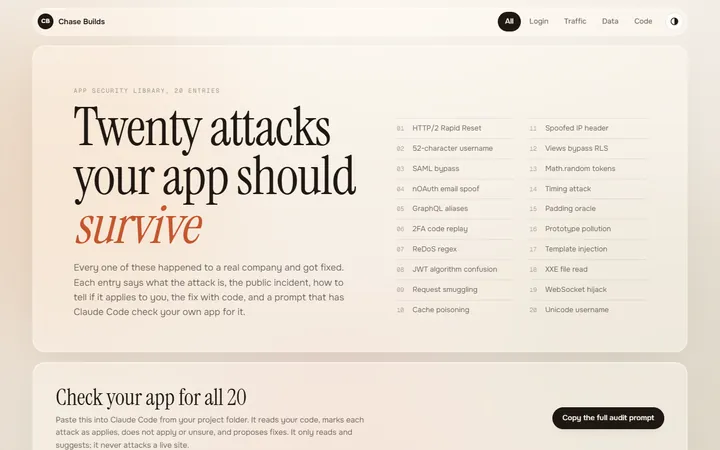 CB Chase Builds
All Login Traffic Data Code
APP SECURITY LIBRARY, 20 ENTRIES
Twenty attacks
your app should
survive
Every one of these happened to a real company and got fixed.
Each entry says what the attack is, the public incident, how to
tell if it applies to you, the fix with code, and a prompt that has
Claude Code check your own app for it.
01 HTTP/2 Rapid Reset
02 52-character username
03 SAML bypass
04 nOAuth email spoof
05 GraphQL aliases
06 2FA code replay
07 ReDoS regex
08 JWT algorithm confusion
09 Request smuggling
10 Cache poisoning
11 Spoofed IP header
12 Views bypass RLS
13 Math.random tokens
14 Timing attack
15 Padding oracle
16 Prototype pollution
17 Template injection
18 XXE file read
19 WebSocket hijack
20 Unicode username
Check your app for all 20
Paste this into Claude Code from your project folder. It reads your code, marks each
attack as applies, does not apply or unsure, and proposes fixes. It only reads and
suggests; it never attacks a live site.
Copy the full audit prompt